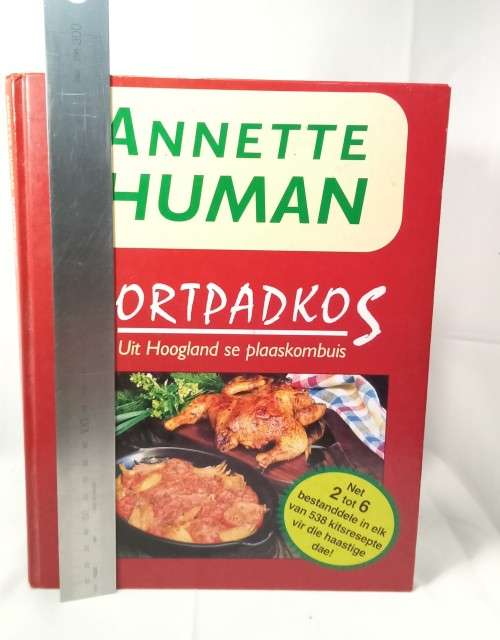 ANNETTE
HUMAN
ORTPADKOS
Uit Hoogland se plaaskombuis
Net
2 tot 6
bestanddele in elk
van 538 kitsresepte
vir die haastige
dae!
300